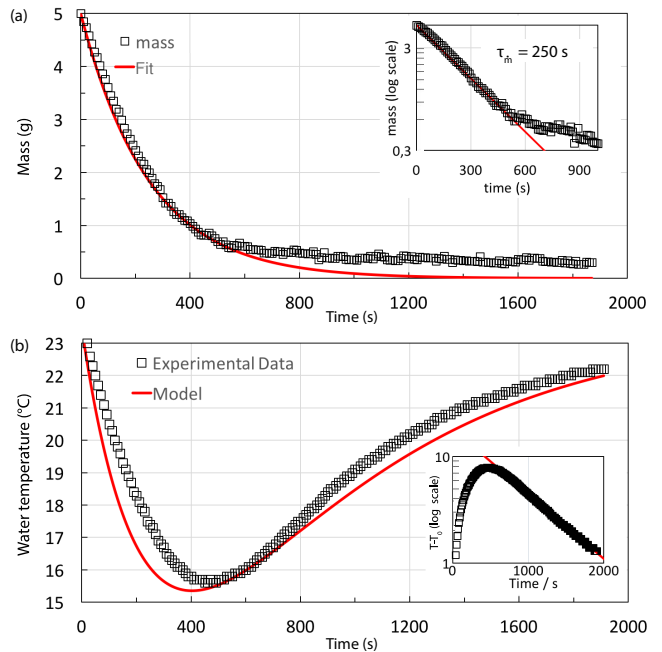 (a)
5
4
3
2
1
0
Mass (g)
mass
Fit
0
400
800
1200
1600
2000
Time (s)
τṁ = 250 s
3
0,3
mass (log scale)
0
300
600
900
time (s)
(b)
23
22
21
20
19
18
17
16
15
Water temperature (°C)
Experimental Data
Model
0
400
800
1200
1600
2000
Time (s)
10
1
T-T0 (log scale)
0
1000
2000
Time / s